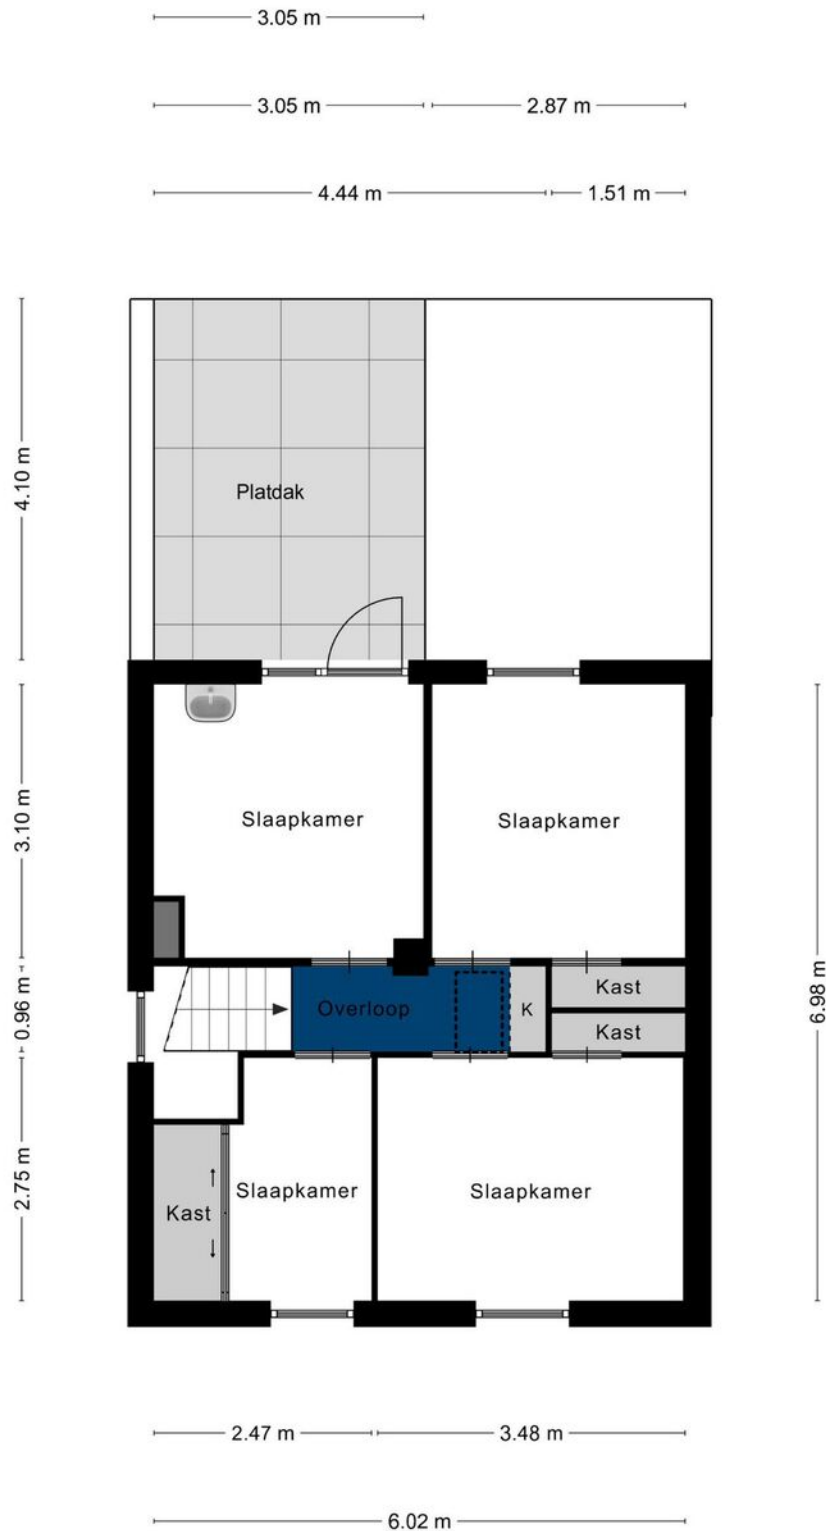 3.05 m
3.05 m
2.87 m
4.44 m
1.51 m
4.10 m
Platdak
3.10 m
Slaapkamer
Slaapkamer
0.96 m
6.98 m
Overloop
K
Kast
Kast
2.75 m
Kast
Slaapkamer
Slaapkamer
2.47 m
3.48 m
6.02 m